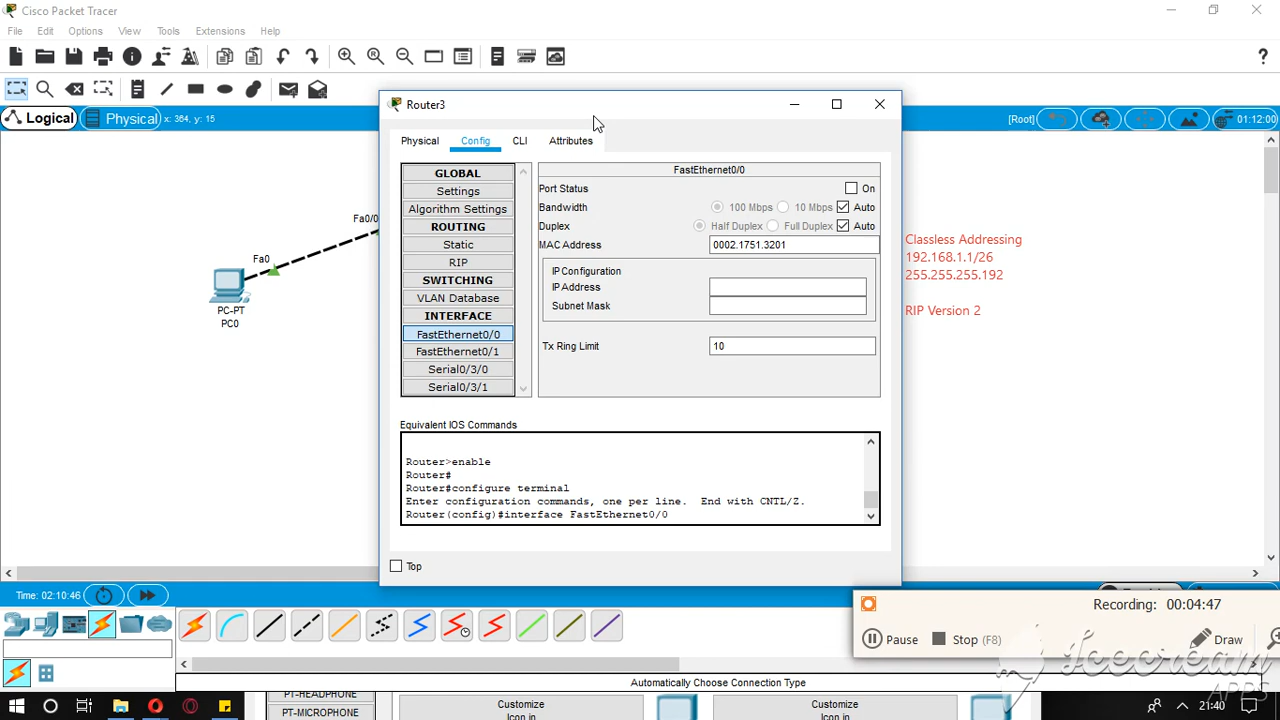 Cisco Packet Tracer
File Edit Options View Tools Extensions Help
Logical Physical x: 364, y: 15
[Root] 01:12:00
Router3
Physical Config CLI Attributes
GLOBAL
Settings
Algorithm Settings
ROUTING
Static
RIP
SWITCHING
VLAN Database
INTERFACE
FastEthernet0/0
FastEthernet0/1
Serial0/3/0
Serial0/3/1
FastEthernet0/0
Port Status On
Bandwidth 100 Mbps 10 Mbps Auto
Duplex Half Duplex Full Duplex Auto
MAC Address 0002.1751.3201
IP Configuration
IP Address
Subnet Mask
Tx Ring Limit 10
Equivalent IOS Commands
Router>enable
Router#
Router#configure terminal
Enter configuration commands, one per line. End with CNTL/Z.
Router(config)#interface FastEthernet0/0
Top
Fa0/0
Fa0
PC-PT
PC0
Classless Addressing
192.168.1.1/26
255.255.255.192
RIP Version 2
Time: 02:10:46
Recording: 00:04:47
Pause Stop (F8) Draw
Icecream
APPS
Automatically Choose Connection Type
PT-HEADPHONE
PT-MICROPHONE
Customize
Icon in
Customize
Icon in
21:40